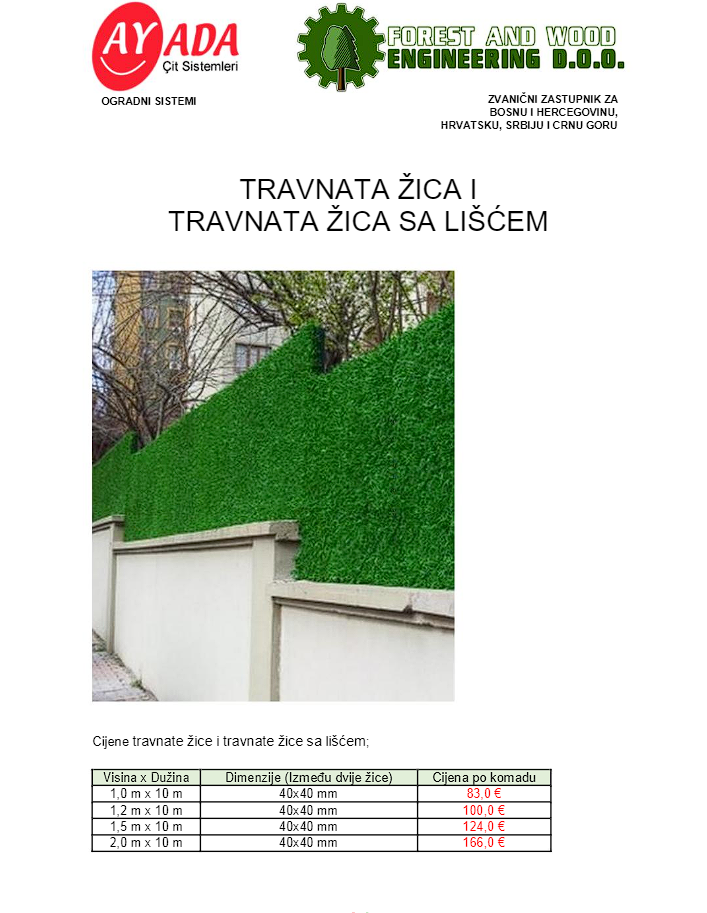 AYADA
Çit Sistemleri
FOREST AND WOOD
ENGINEERING D.O.O.
OGRADNI SISTEMI
ZVANIČNI ZASTUPNIK ZA
BOSNU I HERCEGOVINU,
HRVATSKU, SRBIJU I CRNU GORU
TRAVNATA ŽICA I
TRAVNATA ŽICA SA LIŠĆEM
Cijene travnate žice i travnate žice sa lišćem;
Visina x Dužina Dimenzije (Između dvije žice) Cijena po komadu
1,0 m x 10 m 40x40 mm 83,0 €
1,2 m x 10 m 40x40 mm 100,0 €
1,5 m x 10 m 40x40 mm 124,0 €
2,0 m x 10 m 40x40 mm 166,0 €